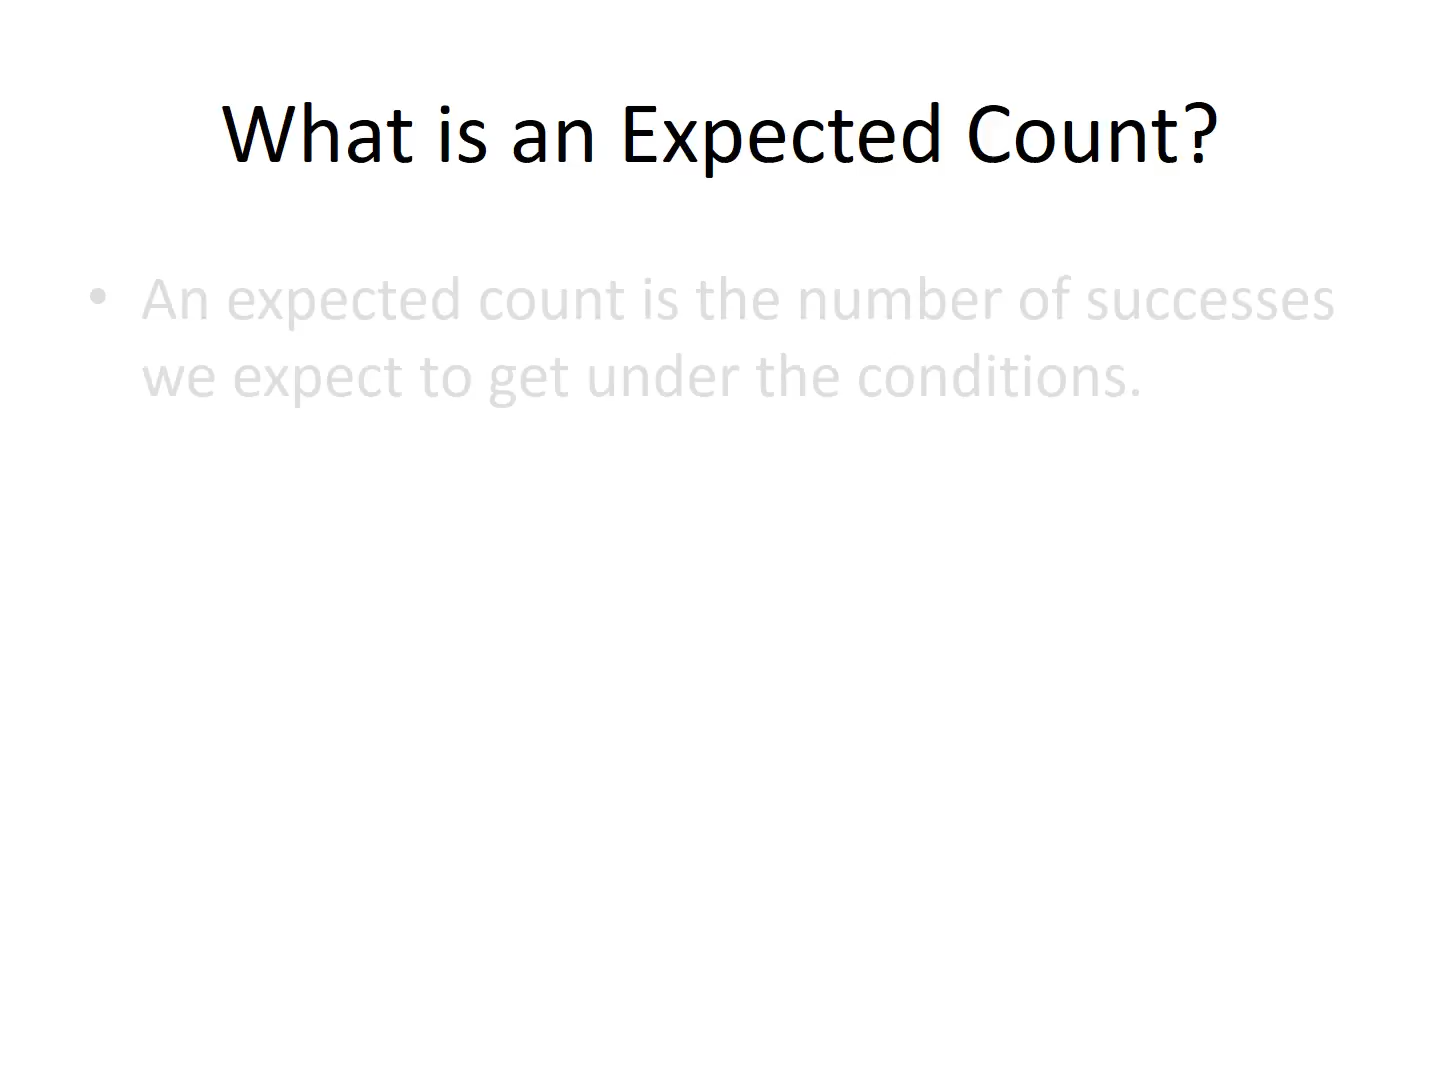 What is an Expected Count?
• An expected count is the number of successes
we expect to get under the conditions.